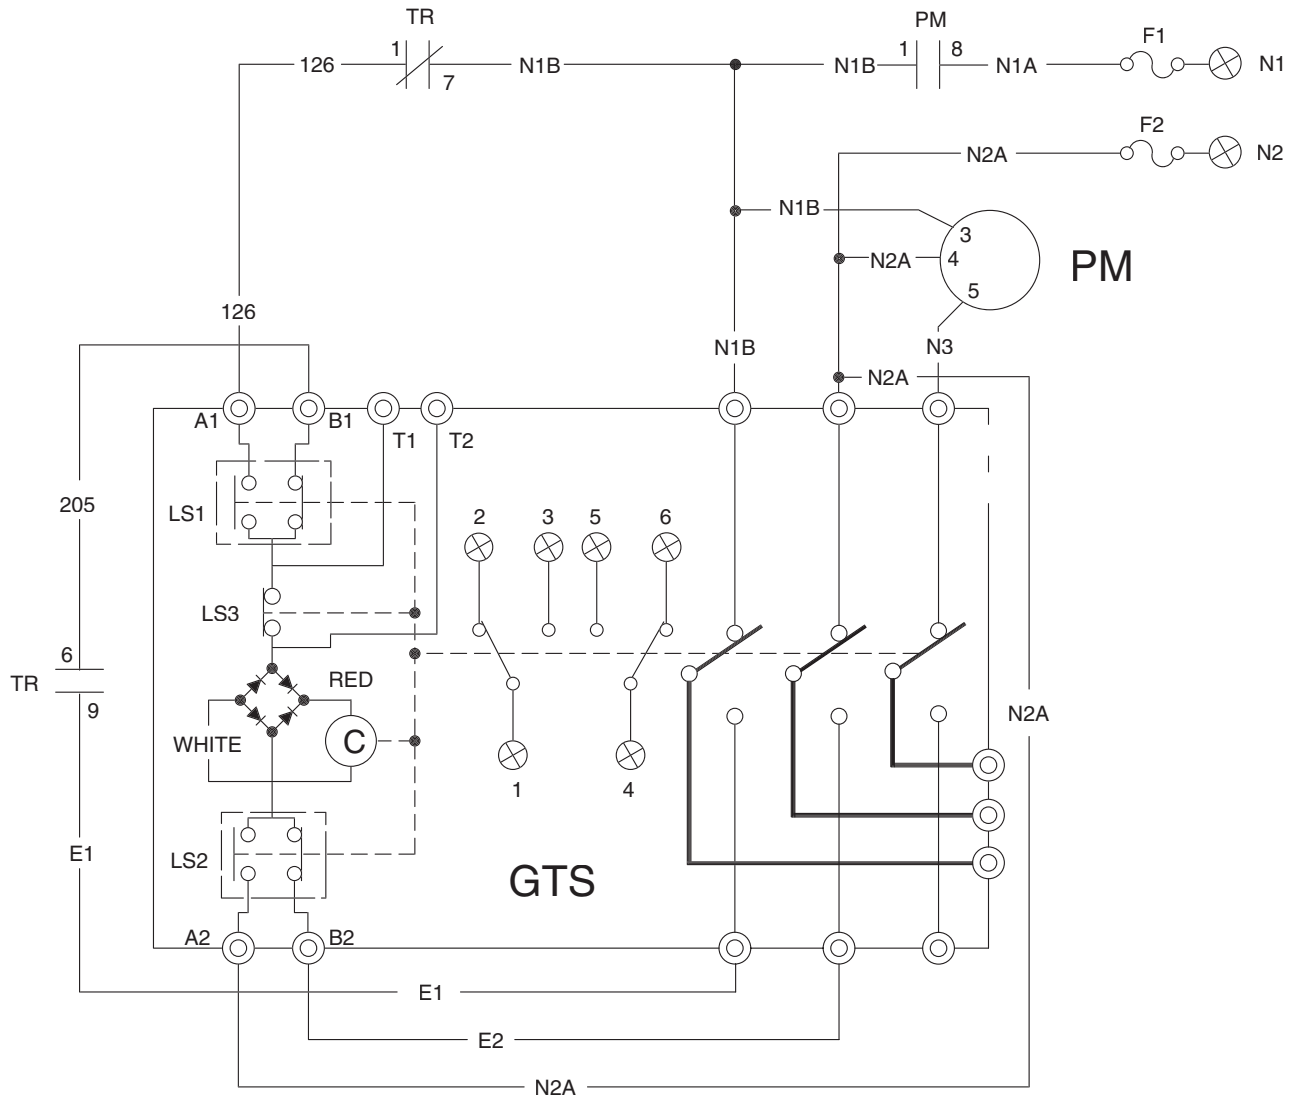 TR
PM
F1
1
7
126
N1B
N1B
1
8
N1A
N1
F2
N2A
N2
N1B
3
N2A
4
5
PM
126
N1B
N3
N2A
A1
B1
T1
T2
205
LS1
2
3
5
6
LS3
6
TR
9
RED
WHITE
C
N2A
1
4
E1
LS2
GTS
A2
B2
E1
E2
N2A